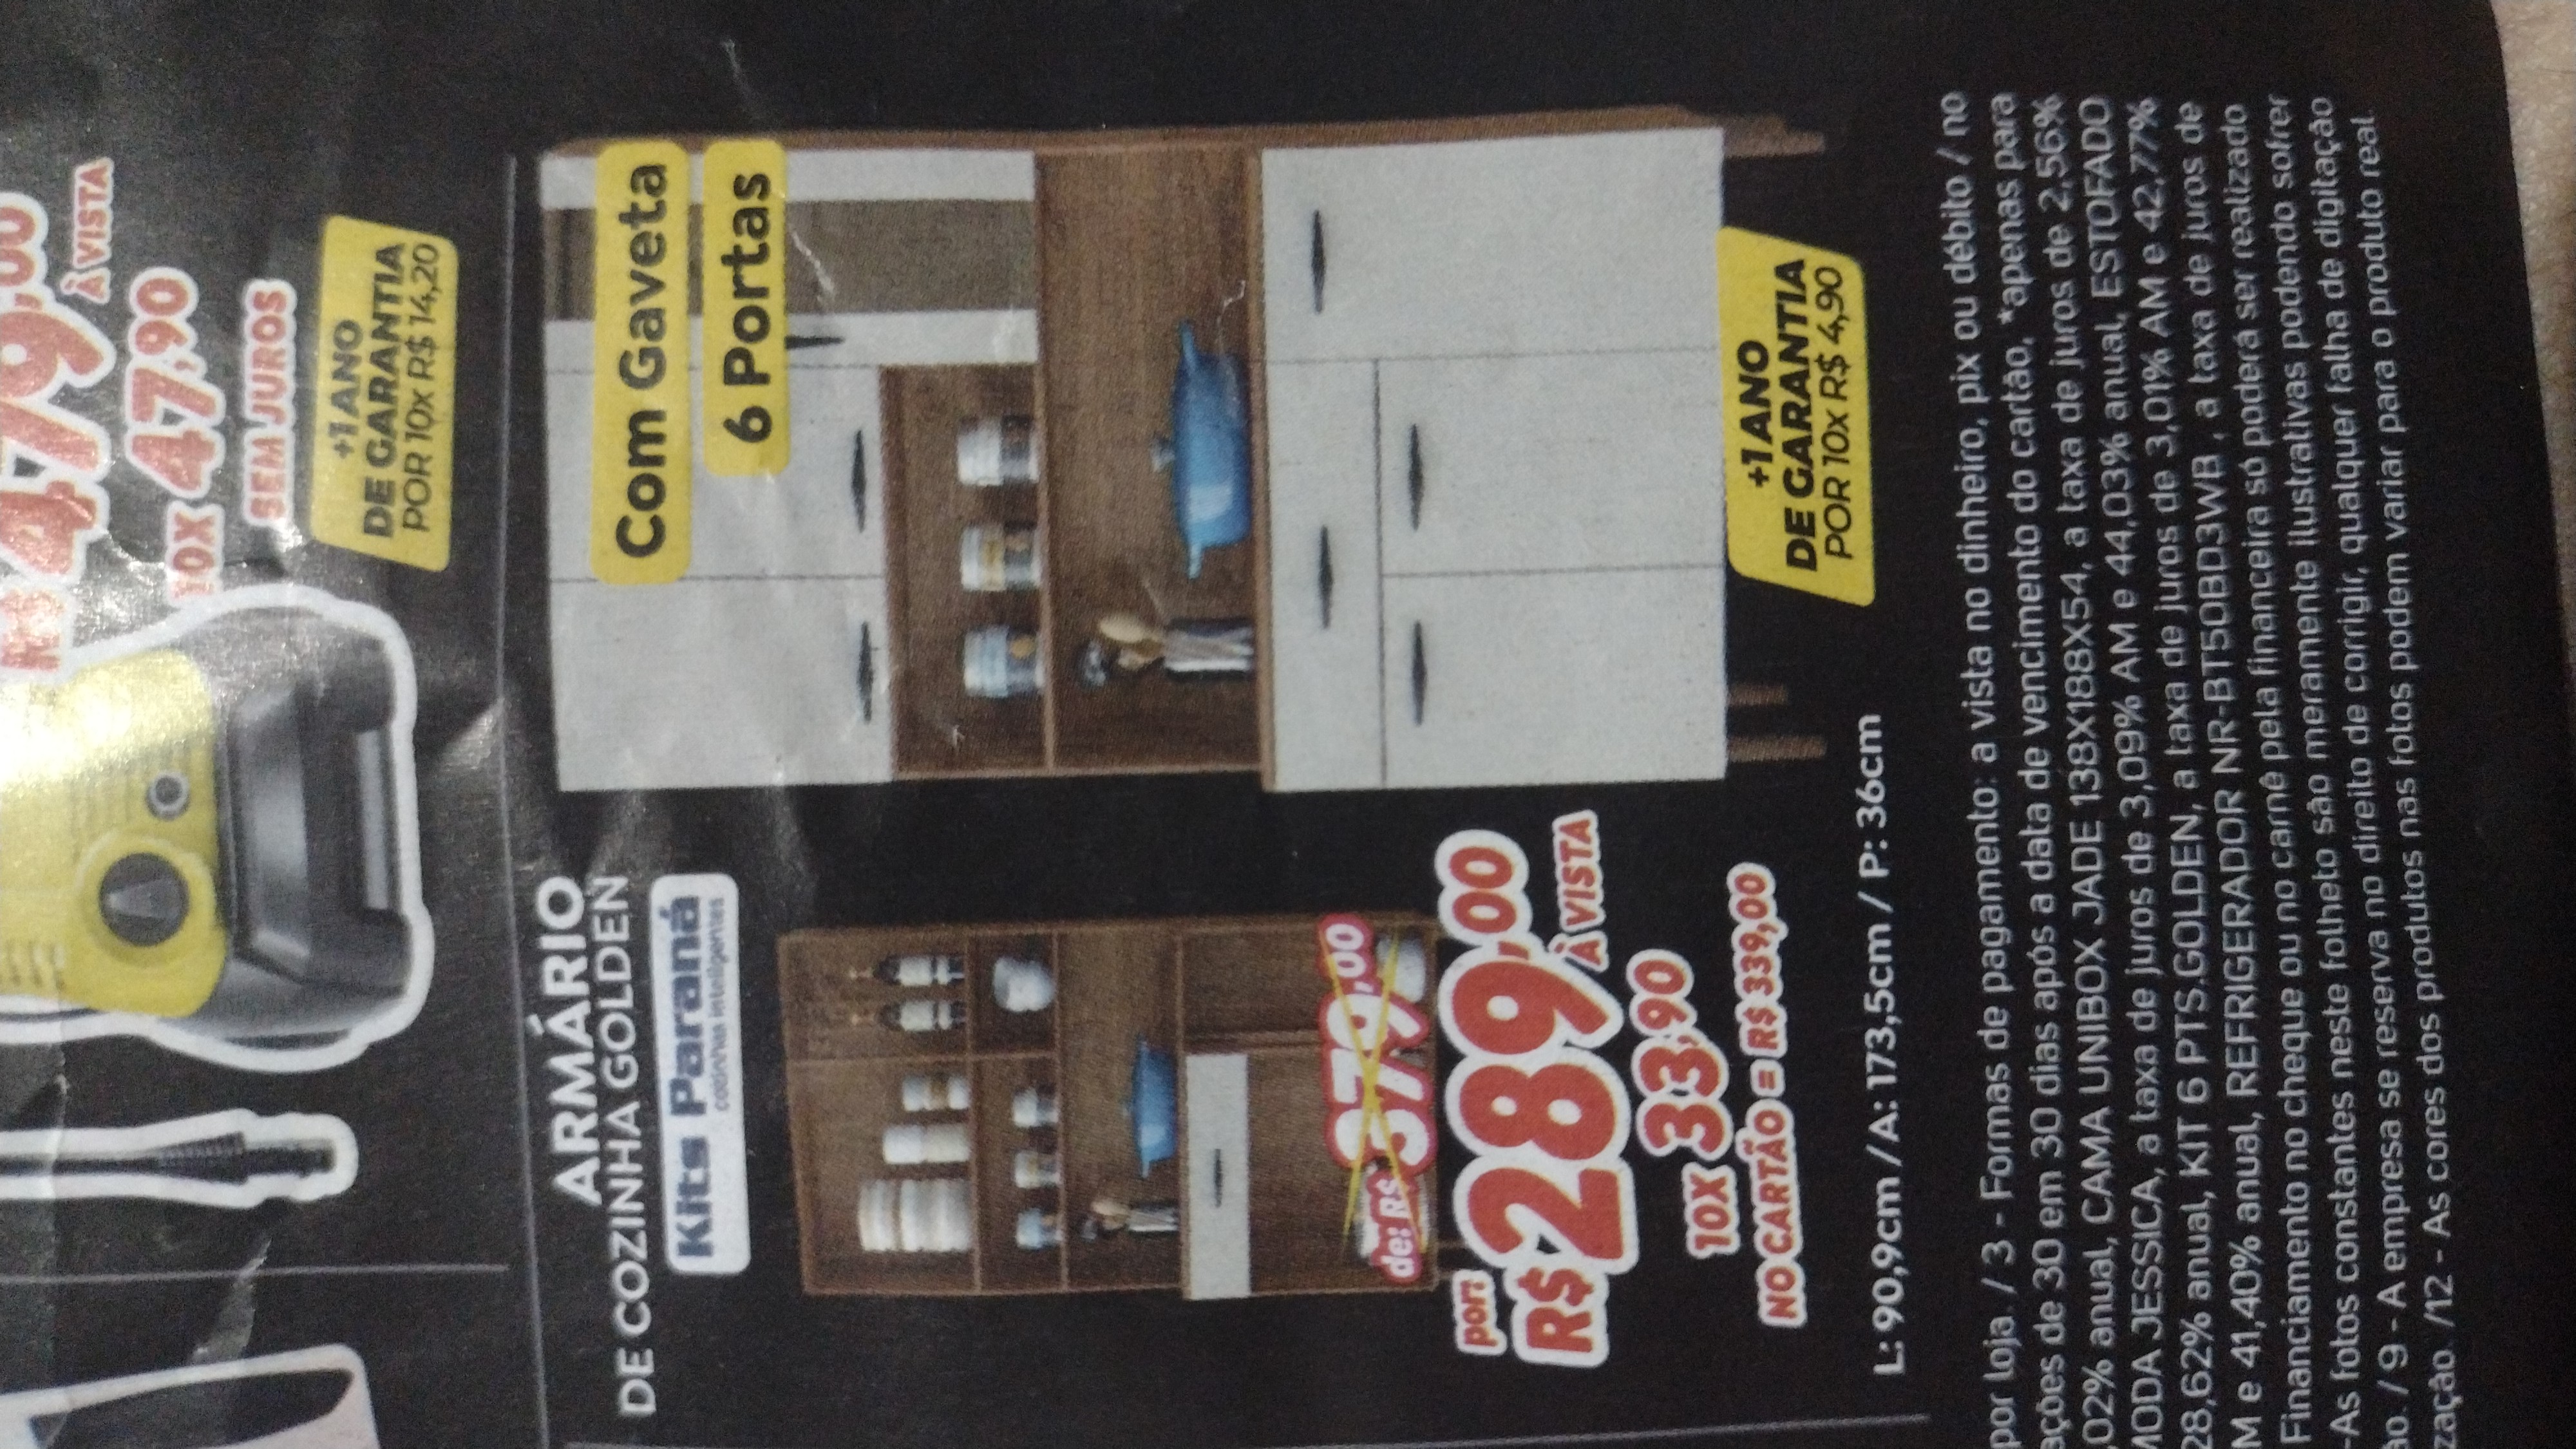 R$ 479,00
À VISTA
10X 47,90
SEM JUROS
+1 ANO
DE GARANTIA
POR 10x R$ 14,20
ARMÁRIO
DE COZINHA GOLDEN
Kits Paraná
cozinhas inteligentes
Com Gaveta
6 Portas
de: R$ 379,00
por:
R$ 289,00
À VISTA
10X 33,90
NO CARTÃO = R$ 339,00
+1 ANO
DE GARANTIA
POR 10x R$ 4,90
L: 90,9cm / A: 173,5cm / P: 36cm
por loja. / 3 - Formas de pagamento: a vista no dinheiro, pix ou débito / no
ações de 30 em 30 dias após a data de vencimento do cartão, *apenas para
,02% anual, CAMA UNIBOX JADE 138X188X54, a taxa de juros de 2,56%
MODA JESSICA, a taxa de juros de 3,09% AM e 44,03% anual, ESTOFADO
28,62% anual, KIT 6 PTS.GOLDEN, a taxa de juros de 3,01% AM e 42,77%
M e 41,40% anual, REFRIGERADOR NR-BT50BD3WB , a taxa de juros de
Financiamento no cheque ou no carnê pela financeira só poderá ser realizado
-As fotos constantes neste folheto são meramente ilustrativas podendo sofrer
ão. / 9 - A empresa se reserva no direito de corrigir, qualquer falha de digitação
zação. /12 - As cores dos produtos nas fotos podem variar para o produto real.